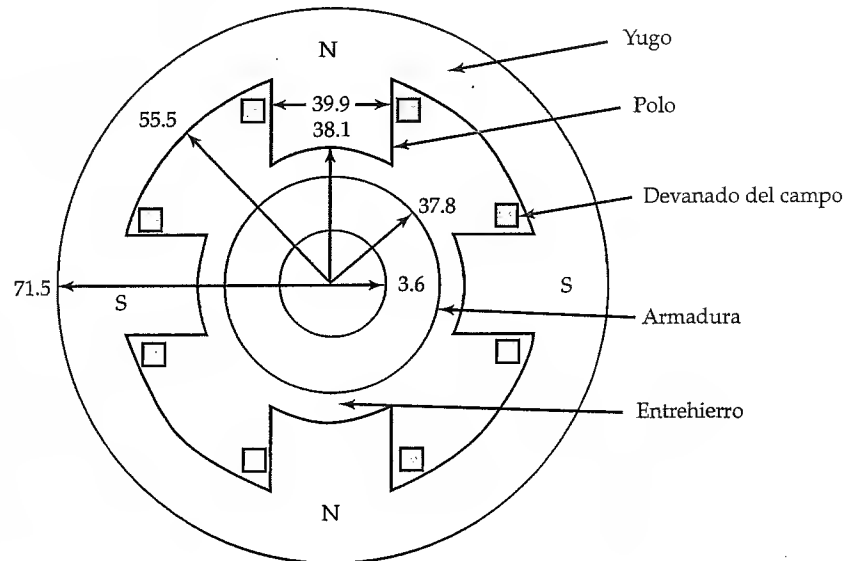 N
Yugo
39.9
38.1
Polo
55.5
Devanado del campo
37.8
71.5
S
3.6
S
Armadura
Entrehierro
N